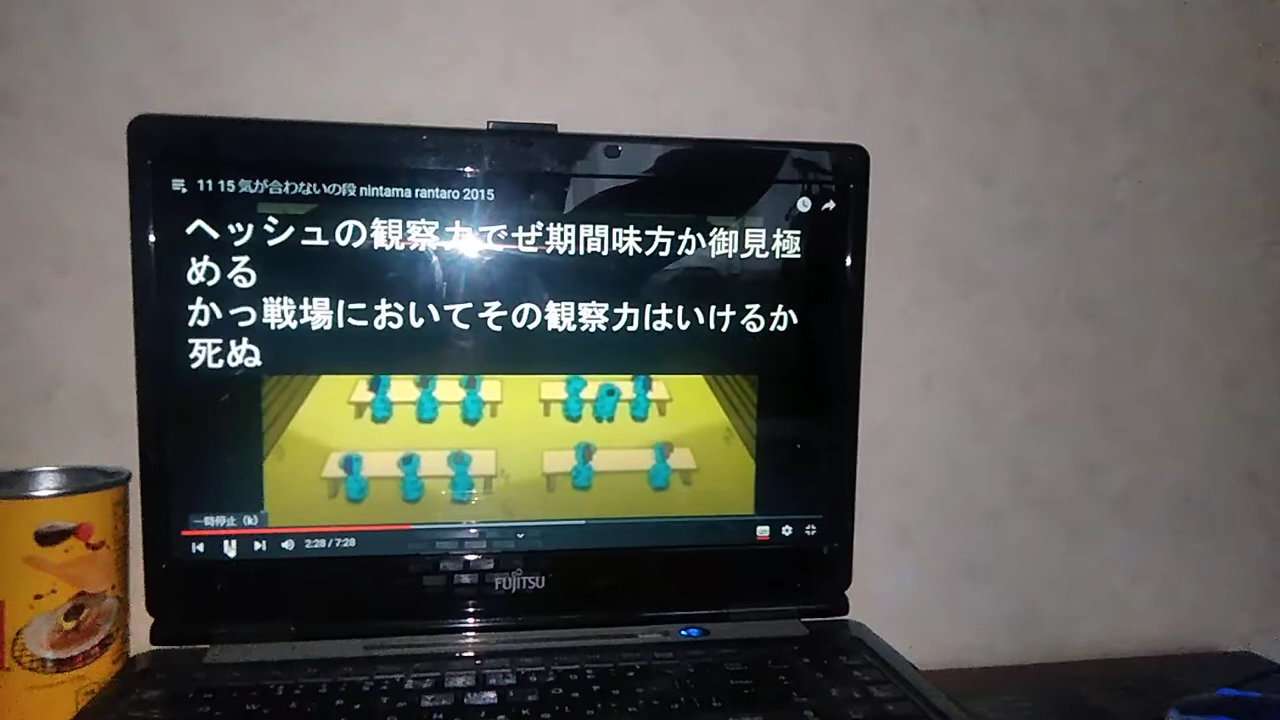 11 15 気が合わないの段 nintama rantaro 2015
ヘッシュの観察力でぜ期間味方か御見極
める
かっ戦場においてその観察力はいけるか
死ぬ
一時停止 (k)
2:28 / 7:28
FUJITSU